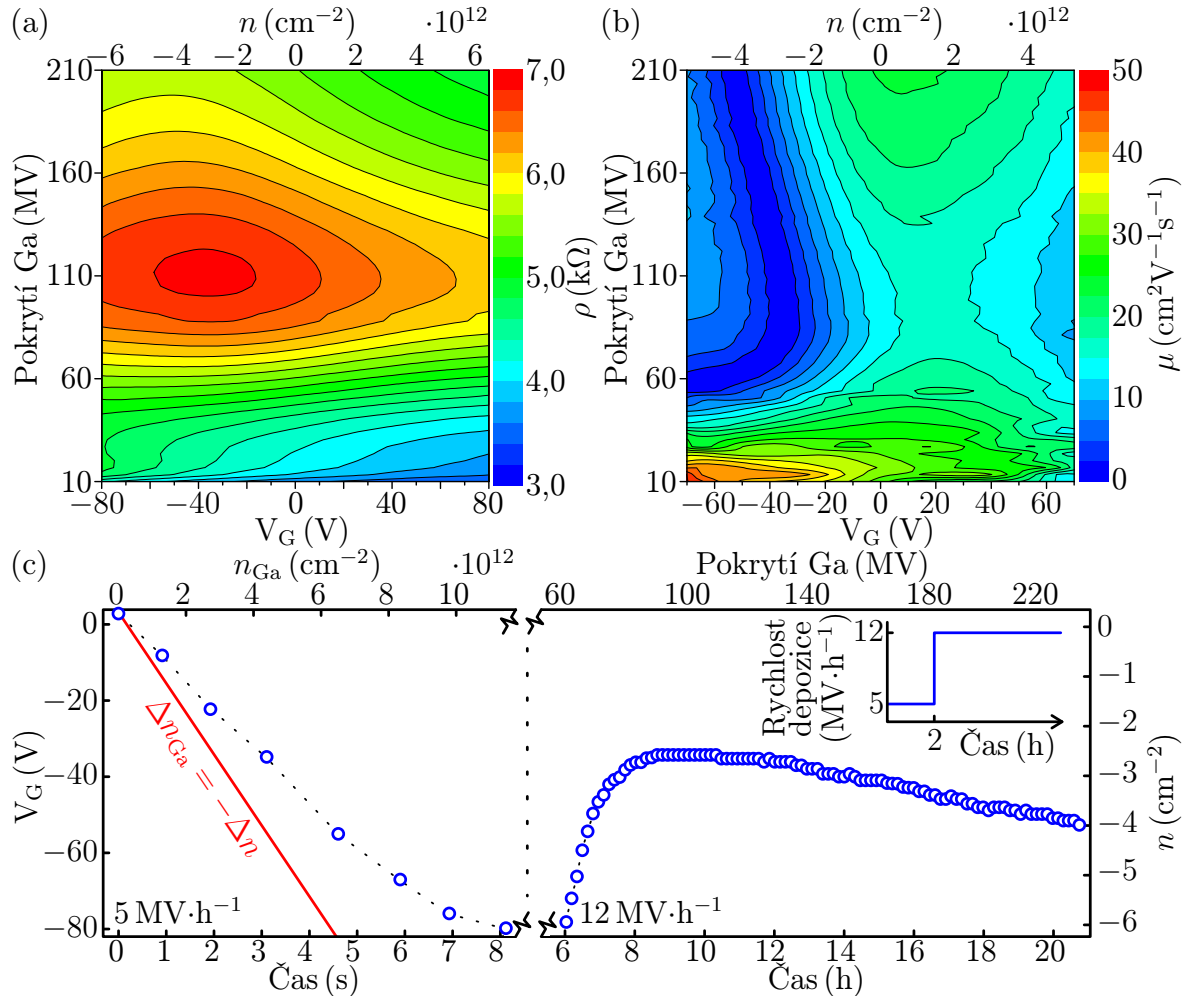 (a)
n (cm⁻²) ·10¹²
−6 −4 −2 0 2 4 6
210
160
110
60
10
Pokrytí Ga (MV)
−80 −40 0 40 80
V_G (V)
7,0
6,0
5,0
4,0
3,0
ρ (kΩ)
(b)
n (cm⁻²) ·10¹²
−4 −2 0 2 4
210
160
110
60
10
Pokrytí Ga (MV)
−60 −40 −20 0 20 40 60
V_G (V)
50
40
30
20
10
0
μ (cm²V⁻¹s⁻¹)
(c)
n_Ga (cm⁻²) ·10¹²
0 2 4 6 8 10
Pokrytí Ga (MV)
60 100 140 180 220
0
−20
−40
−60
−80
V_G (V)
Δn_Ga = −Δn
5 MV·h⁻¹
12 MV·h⁻¹
Rychlost
depozice
(MV·h⁻¹)
12
5
2
Čas (h)
0
−1
−2
−3
−4
−5
−6
n (cm⁻²)
0 1 2 3 4 5 6 7 8
Čas (s)
6 8 10 12 14 16 18 20
Čas (h)